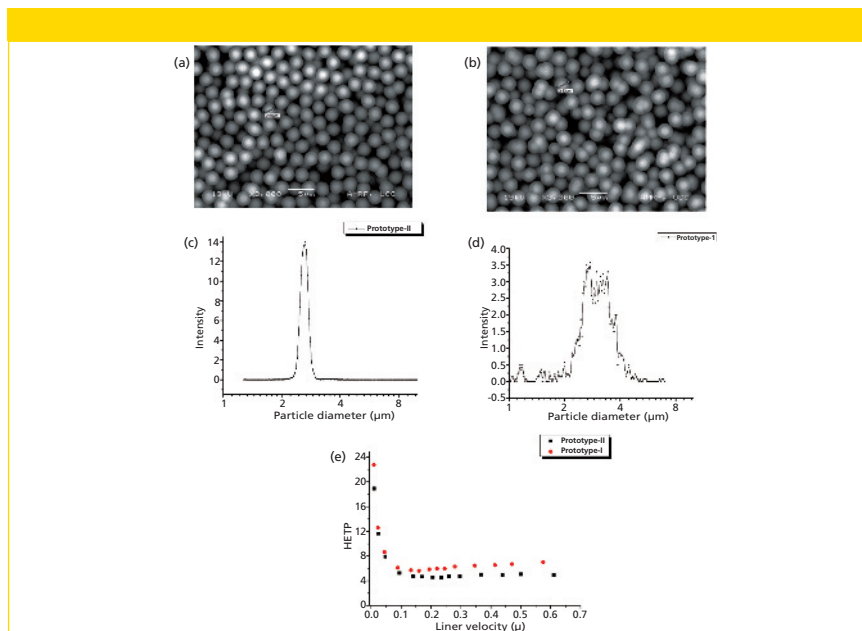 (a)
(b)
5µm
(c)
Prototype-II
14
12
10
8
6
4
2
0
Intensity
1
2
4
8
Particle diameter (µm)
(d)
Prototype-1
4.0
3.5
3.0
2.5
2.0
1.5
1.0
0.5
0.0
-0.5
Intensity
1
2
4
8
Particle diameter (µm)
(e)
Prototype-II
Prototype-I
24
20
16
12
8
4
0
HETP
0.0
0.1
0.2
0.3
0.4
0.5
0.6
0.7
Liner velocity (µ)